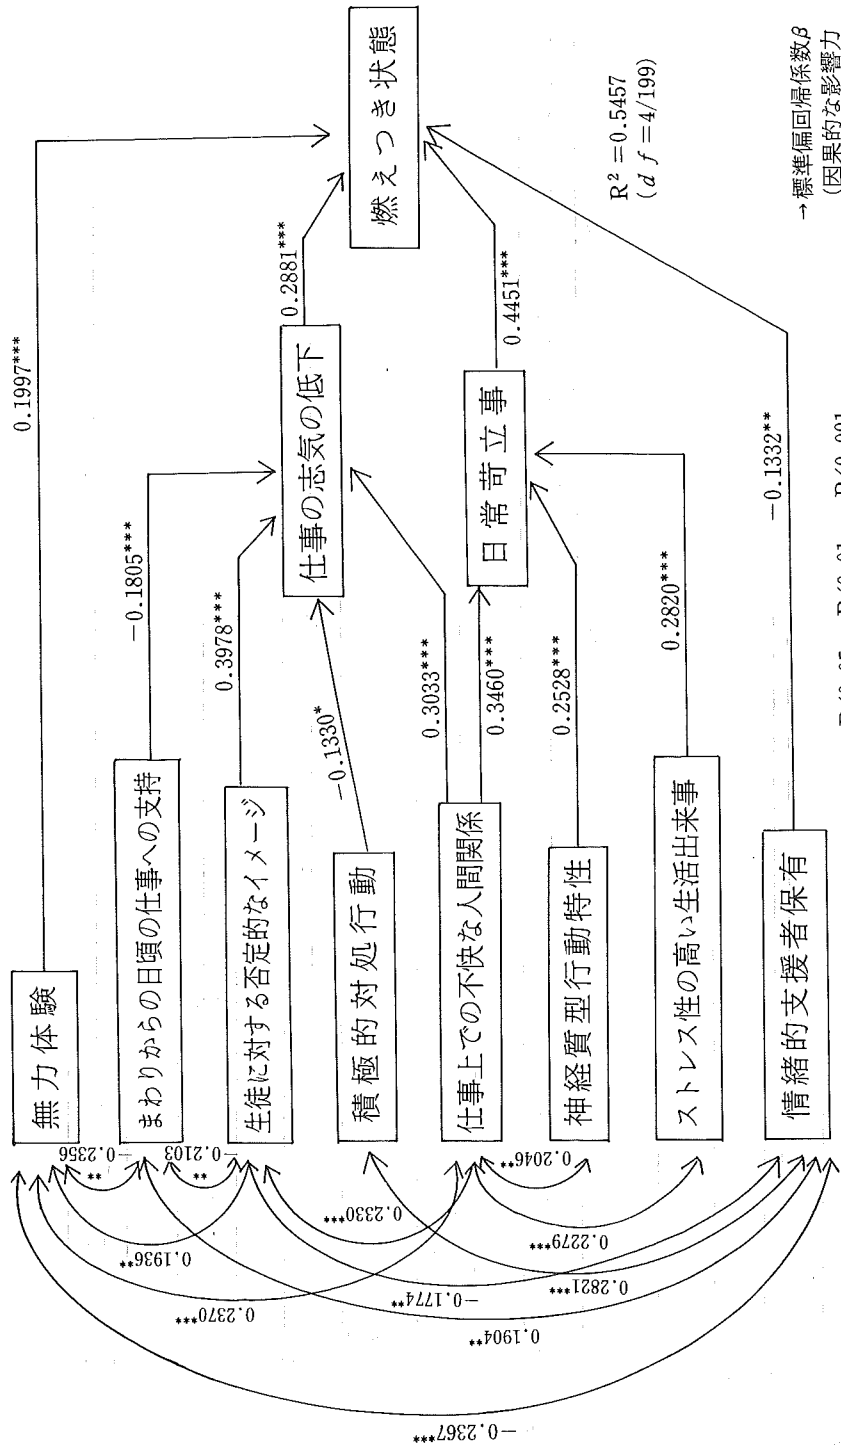 無力体験
まわりからの日頃の仕事への支持
生徒に対する否定的なイメージ
積極的対処行動
仕事上での不快な人間関係
神経質型行動特性
ストレス性の高い生活出来事
情緒的支援者保有
仕事の志気の低下
日常苛立事
燃えつき状態
0.1997***
−0.1805***
0.3978***
−0.1330*
0.3033***
0.3460***
0.2528***
0.2820***
−0.1332**
0.2881***
0.4451***
−0.2356**
−0.2103**
0.1936**
0.2370***
0.2330***
0.2046**
0.2279***
−0.1774**
0.2821***
0.1904**
−0.2367***
R²=0.5457
(df=4/199)
→標準偏回帰係数β
(因果的な影響力